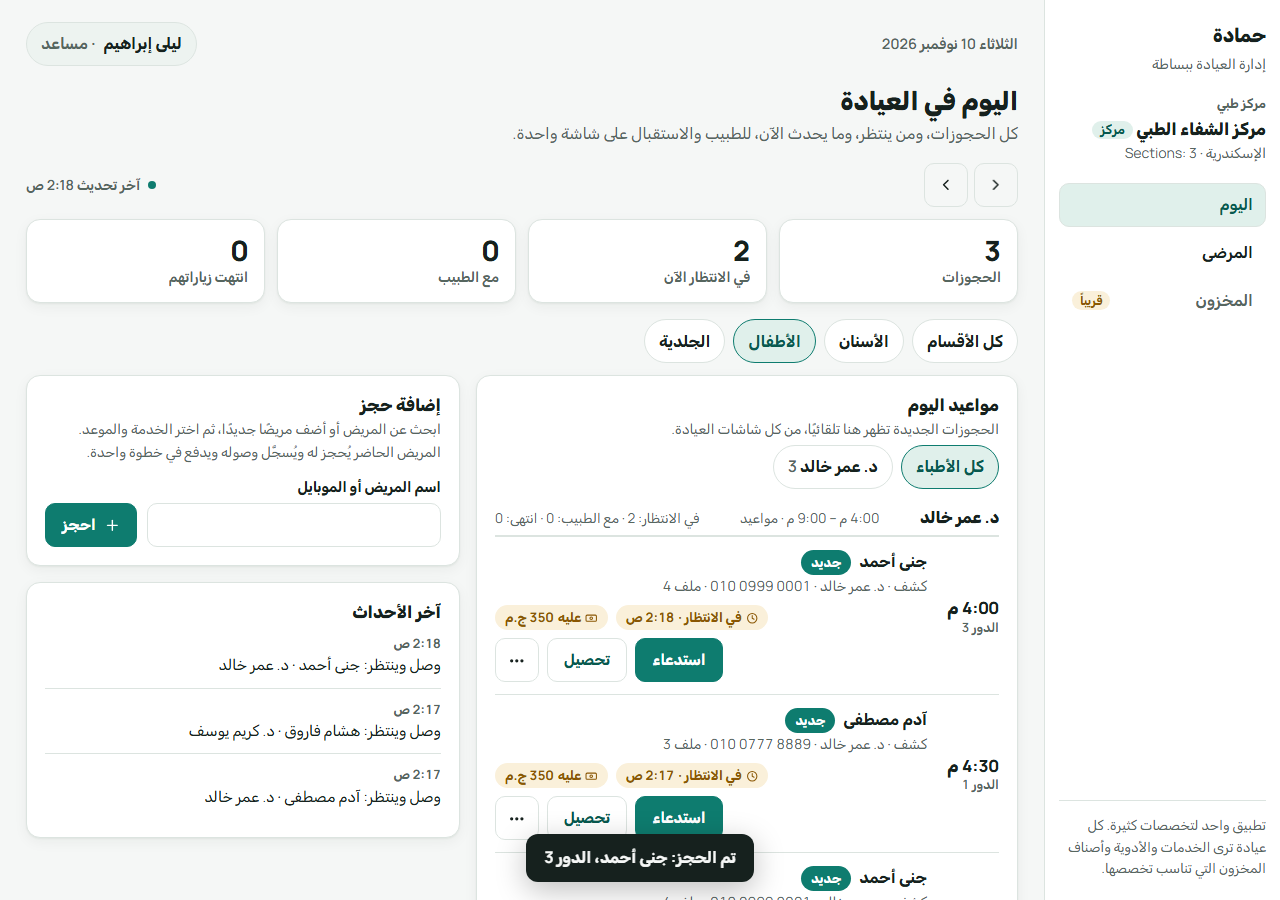 حمادة
إدارة العيادة ببساطة
مركز طبي
مركز الشفاء الطبي مركز
الإسكندرية · Sections: 3
اليوم
المرضى
المخزون قريباً
تطبيق واحد لتخصصات كثيرة. كل
عيادة ترى الخدمات والأدوية وأصناف
المخزون التي تناسب تخصصها.
الثلاثاء 10 نوفمبر 2026
ليلى إبراهيم · مساعد
اليوم في العيادة
كل الحجوزات، ومن ينتظر، وما يحدث الآن، للطبيب والاستقبال على شاشة واحدة.
آخر تحديث 2:18 ص
3
الحجوزات
2
في الانتظار الآن
0
مع الطبيب
0
انتهت زياراتهم
كل الأقسام
الأسنان
الأطفال
الجلدية
مواعيد اليوم
الحجوزات الجديدة تظهر هنا تلقائيًا، من كل شاشات العيادة.
كل الأطباء
د. عمر خالد 3
د. عمر خالد 4:00 م – 9:00 م · مواعيد في الانتظار: 2 · مع الطبيب: 0 · انتهى: 0
4:00 م
الدور 3
جنى أحمد جديد
كشف · د. عمر خالد · 0001 0999 010 · ملف 4
في الانتظار · 2:18 ص
عليه 350 ج.م
استدعاء
تحصيل
4:30 م
الدور 1
آدم مصطفى جديد
كشف · د. عمر خالد · 8889 0777 010 · ملف 3
في الانتظار · 2:17 ص
عليه 350 ج.م
استدعاء
تحصيل
جنى أحمد جديد
إضافة حجز
ابحث عن المريض أو أضف مريضًا جديدًا، ثم اختر الخدمة والموعد.
المريض الحاضر يُحجز له ويُسجَّل وصوله ويدفع في خطوة واحدة.
اسم المريض أو الموبايل
احجز
آخر الأحداث
2:18 ص
وصل وينتظر: جنى أحمد · د. عمر خالد
2:17 ص
وصل وينتظر: هشام فاروق · د. كريم يوسف
2:17 ص
وصل وينتظر: آدم مصطفى · د. عمر خالد
تم الحجز: جنى أحمد، الدور 3